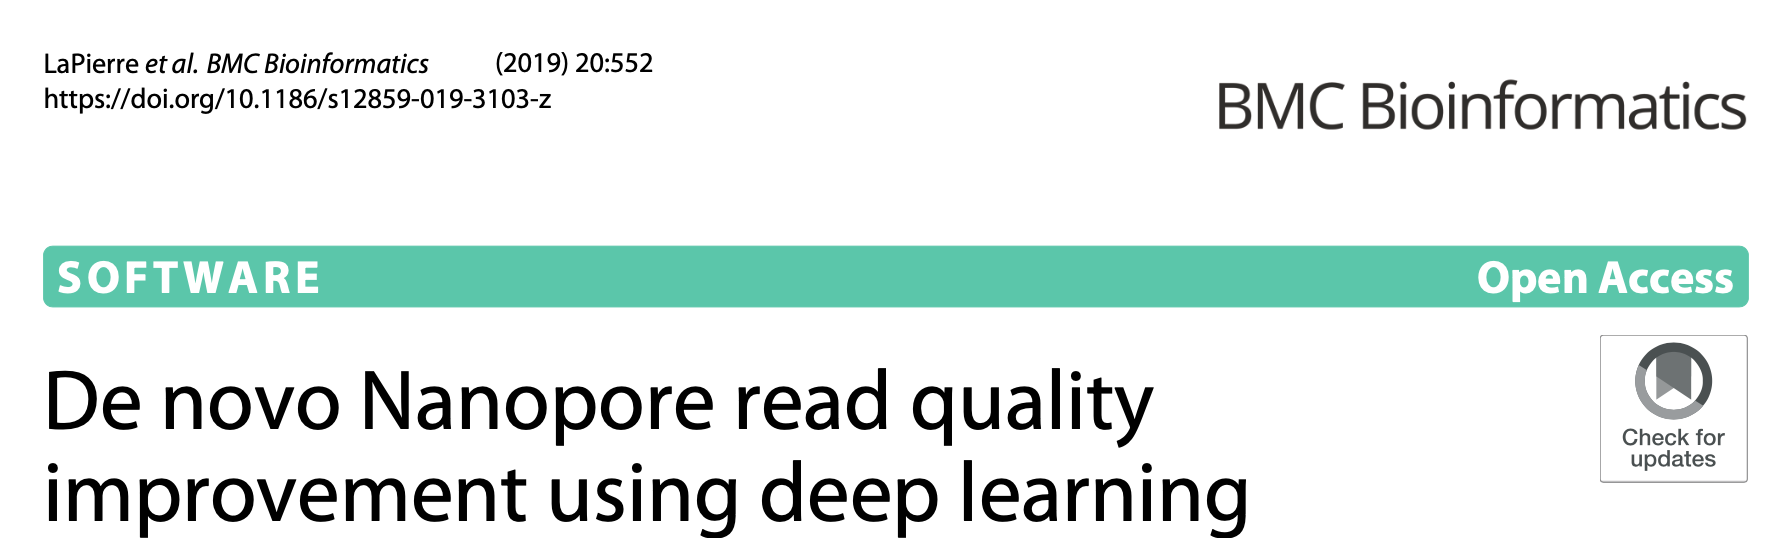 LaPierre et al. BMC Bioinformatics (2019) 20:552
https://doi.org/10.1186/s12859-019-3103-z
BMC Bioinformatics
SOFTWARE Open Access
De novo Nanopore read quality
improvement using deep learning
Check for
updates